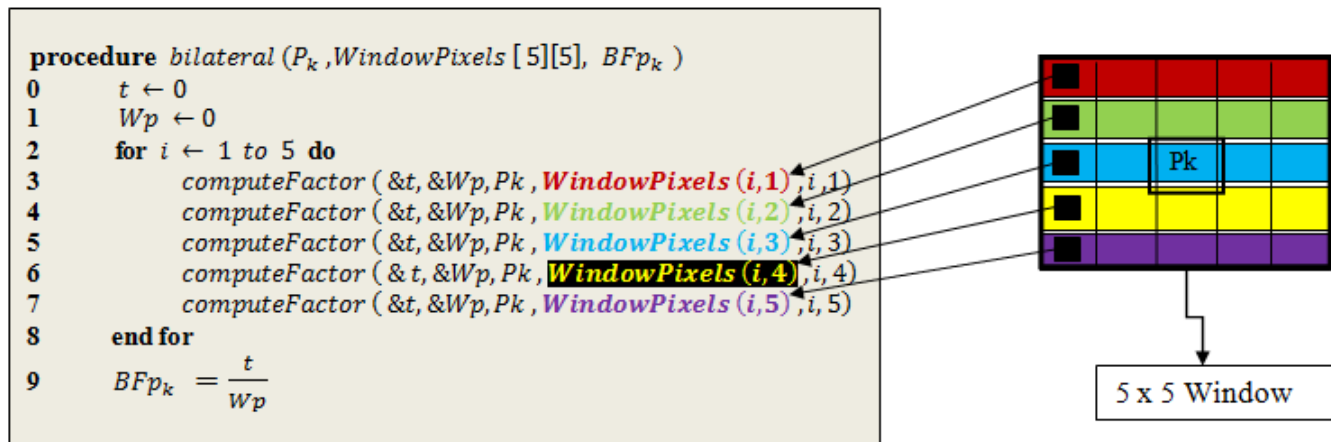 procedure bilateral (P_k ,WindowPixels [ 5][5], BFp_k )
0 t ← 0
1 Wp ← 0
2 for i ← 1 to 5 do
3 computeFactor ( &t, &Wp, Pk , WindowPixels (i,1) ,i ,1)
4 computeFactor ( &t, &Wp, Pk , WindowPixels (i,2) ,i, 2)
5 computeFactor ( &t, &Wp, Pk , WindowPixels (i,3) ,i, 3)
6 computeFactor ( & t, &Wp, Pk , WindowPixels (i,4) ,i, 4)
7 computeFactor ( &t, &Wp, Pk , WindowPixels (i,5) ,i, 5)
8 end for
9 BFp_k = t/Wp
Pk
5 x 5 Window